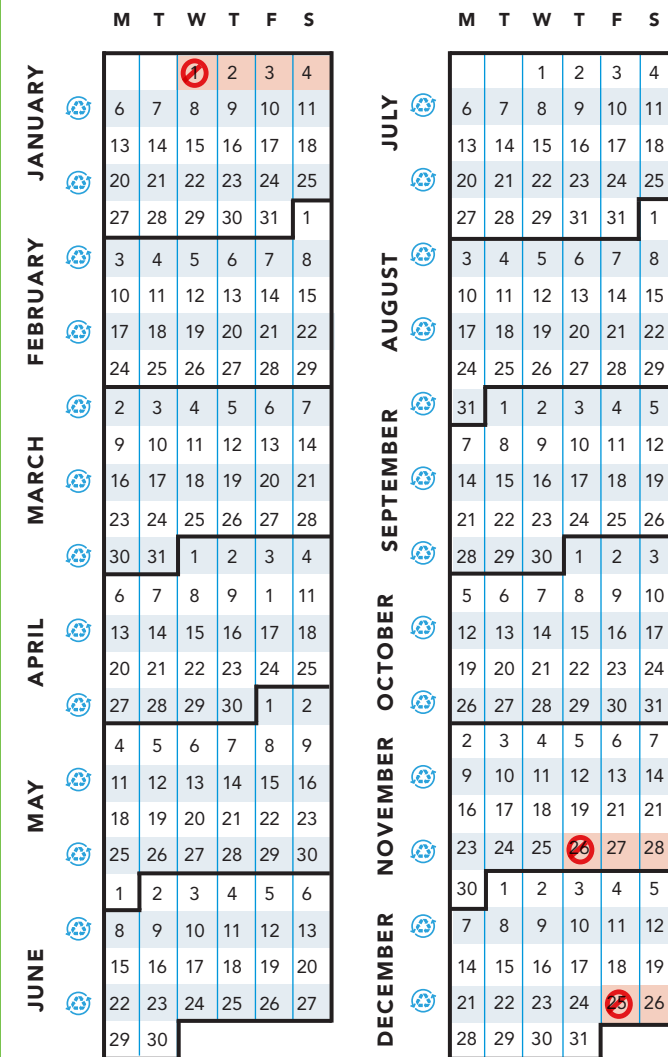 M T W T F S
JANUARY
1 2 3 4
6 7 8 9 10 11
13 14 15 16 17 18
20 21 22 23 24 25
27 28 29 30 31 1
FEBRUARY
3 4 5 6 7 8
10 11 12 13 14 15
17 18 19 20 21 22
24 25 26 27 28 29
MARCH
2 3 4 5 6 7
9 10 11 12 13 14
16 17 18 19 20 21
23 24 25 26 27 28
30 31 1 2 3 4
APRIL
6 7 8 9 1 11
13 14 15 16 17 18
20 21 22 23 24 25
27 28 29 30 1 2
MAY
4 5 6 7 8 9
11 12 13 14 15 16
18 19 20 21 22 23
25 26 27 28 29 30
1 2 3 4 5 6
JUNE
8 9 10 11 12 13
15 16 17 18 19 20
22 23 24 25 26 27
29 30
M T W T F S
JULY
1 2 3 4
6 7 8 9 10 11
13 14 15 16 17 18
20 21 22 23 24 25
27 28 29 31 31 1
AUGUST
3 4 5 6 7 8
10 11 12 13 14 15
17 18 19 20 21 22
24 25 26 27 28 29
31 1 2 3 4 5
SEPTEMBER
7 8 9 10 11 12
14 15 16 17 18 19
21 22 23 24 25 26
28 29 30 1 2 3
OCTOBER
5 6 7 8 9 10
12 13 14 15 16 17
19 20 21 22 23 24
26 27 28 29 30 31
NOVEMBER
2 3 4 5 6 7
9 10 11 12 13 14
16 17 18 19 21 21
23 24 25 26 27 28
30 1 2 3 4 5
DECEMBER
7 8 9 10 11 12
14 15 16 17 18 19
21 22 23 24 25 26
28 29 30 31